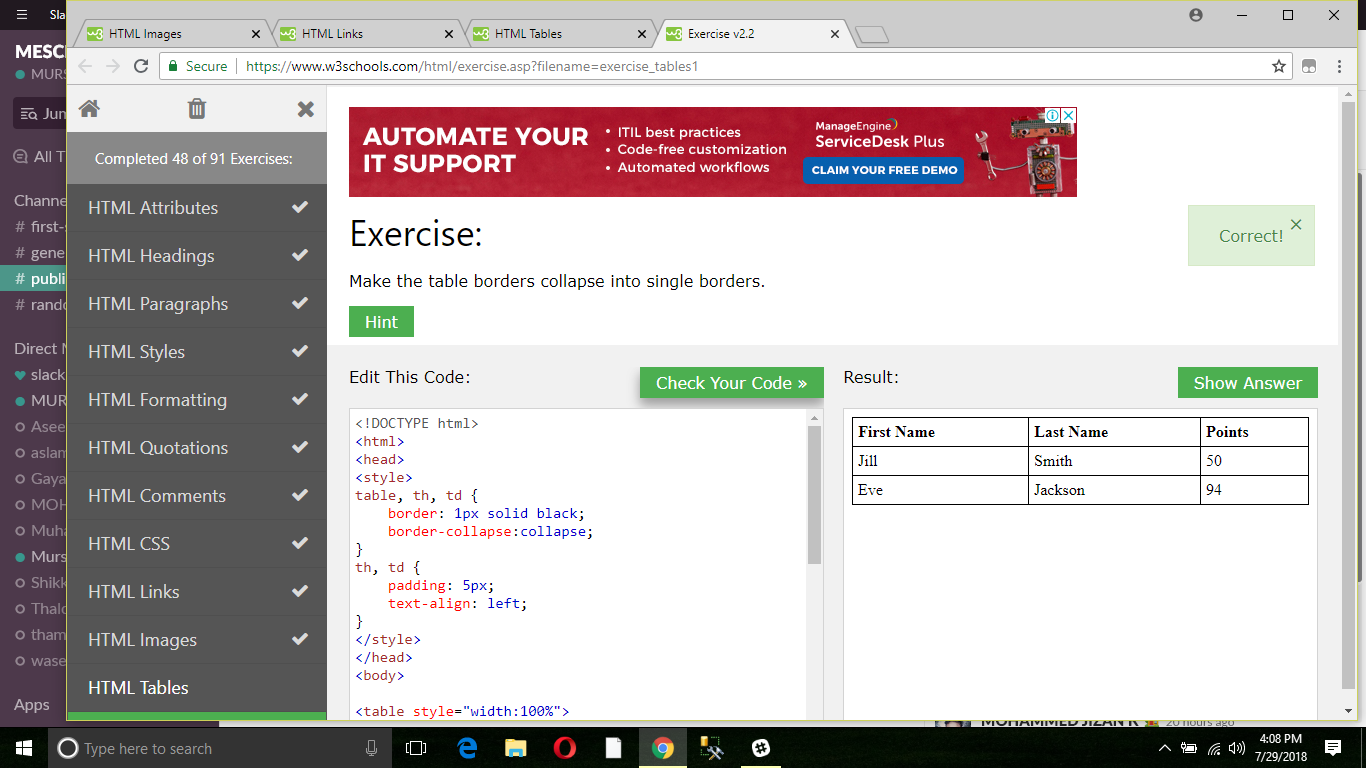 Sla
MESC
MURS
Jum
All T
Channe
# first-s
# gene
# publi
# rando
Direct M
slack
MUR
Asee
aslam
Gaya
MOH
Muha
Murs
Shikk
Thalo
tham
wase
Apps
HTML Images
HTML Links
HTML Tables
Exercise v2.2
Secure
https://www.w3schools.com/html/exercise.asp?filename=exercise_tables1
Completed 48 of 91 Exercises:
HTML Attributes
HTML Headings
HTML Paragraphs
HTML Styles
HTML Formatting
HTML Quotations
HTML Comments
HTML CSS
HTML Links
HTML Images
HTML Tables
AUTOMATE YOUR
IT SUPPORT
• ITIL best practices
• Code-free customization
• Automated workflows
ManageEngine
ServiceDesk Plus
CLAIM YOUR FREE DEMO
Exercise:
Correct!
Make the table borders collapse into single borders.
Hint
Edit This Code:
Check Your Code »
<!DOCTYPE html>
<html>
<head>
<style>
table, th, td {
    border: 1px solid black;
    border-collapse:collapse;
}
th, td {
    padding: 5px;
    text-align: left;
}
</style>
</head>
<body>
<table style="width:100%">
Result:
Show Answer
First Name Last Name Points
Jill Smith 50
Eve Jackson 94
MOHAMMED JIZAN K 20 hours ago
Type here to search
4:08 PM
7/29/2018